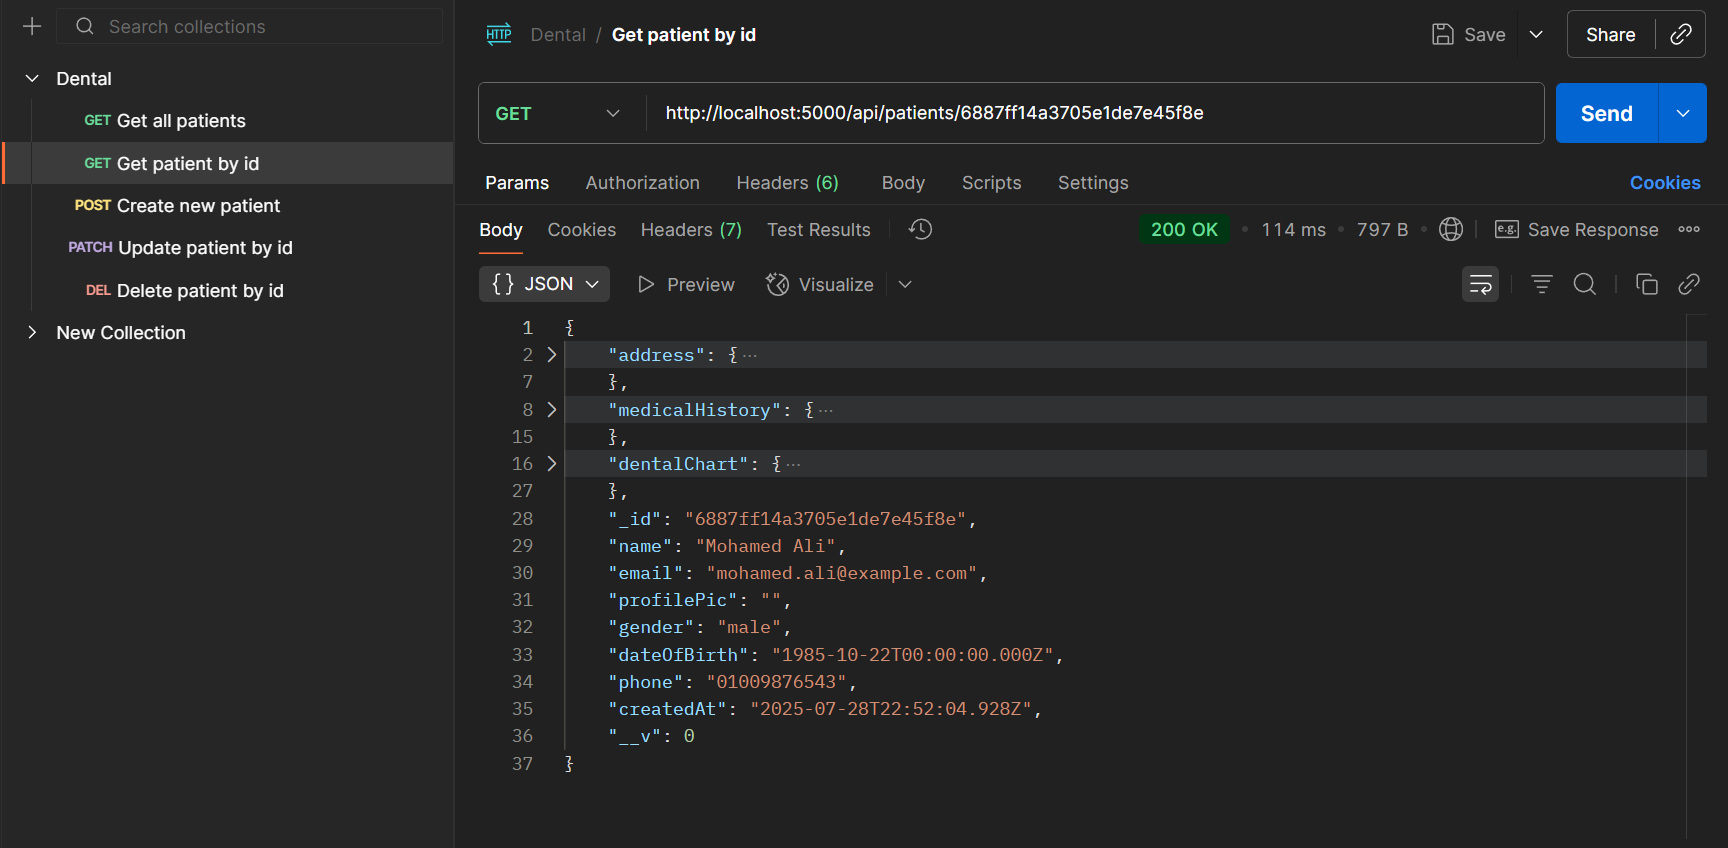 Search collections
Dental
GET Get all patients
GET Get patient by id
POST Create new patient
PATCH Update patient by id
DEL Delete patient by id
New Collection
HTTP Dental / Get patient by id
Save
Share
GET http://localhost:5000/api/patients/6887ff14a3705e1de7e45f8e
Send
Params Authorization Headers (6) Body Scripts Settings Cookies
Body Cookies Headers (7) Test Results 200 OK • 114 ms • 797 B • e.g. Save Response
{} JSON Preview Visualize
1 {
2 "address": { ...
7 },
8 "medicalHistory": { ...
15 },
16 "dentalChart": { ...
27 },
28 "_id": "6887ff14a3705e1de7e45f8e",
29 "name": "Mohamed Ali",
30 "email": "mohamed.ali@example.com",
31 "profilePic": "",
32 "gender": "male",
33 "dateOfBirth": "1985-10-22T00:00:00.000Z",
34 "phone": "01009876543",
35 "createdAt": "2025-07-28T22:52:04.928Z",
36 "__v": 0
37 }